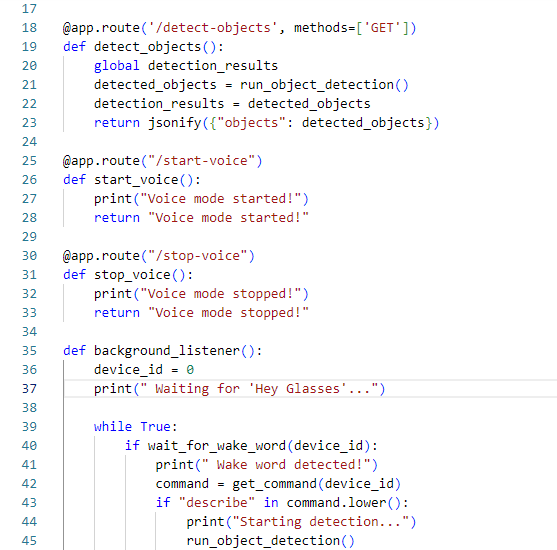 17
18 @app.route('/detect-objects', methods=['GET'])
19 def detect_objects():
20     global detection_results
21     detected_objects = run_object_detection()
22     detection_results = detected_objects
23     return jsonify({"objects": detected_objects})
24
25 @app.route("/start-voice")
26 def start_voice():
27     print("Voice mode started!")
28     return "Voice mode started!"
29
30 @app.route("/stop-voice")
31 def stop_voice():
32     print("Voice mode stopped!")
33     return "Voice mode stopped!"
34
35 def background_listener():
36     device_id = 0
37     print(" Waiting for 'Hey Glasses'...")
38
39     while True:
40         if wait_for_wake_word(device_id):
41             print(" Wake word detected!")
42             command = get_command(device_id)
43             if "describe" in command.lower():
44                 print("Starting detection...")
45                 run_object_detection()